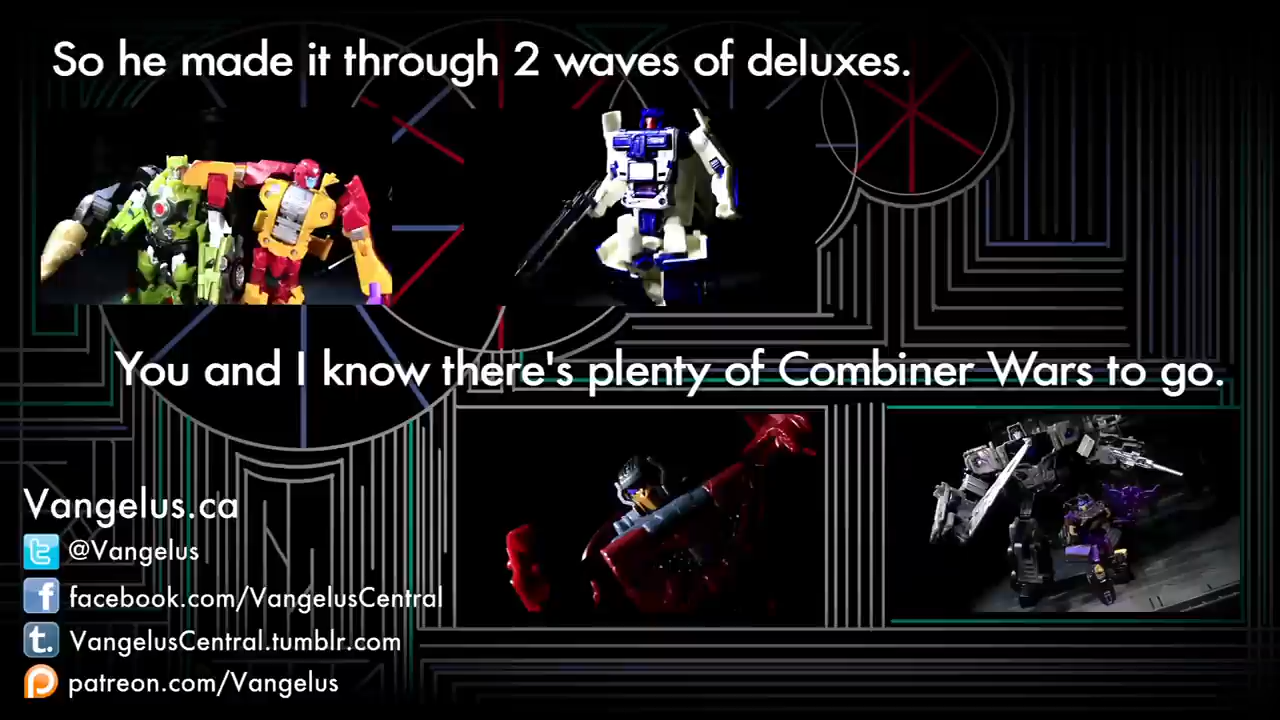 So he made it through 2 waves of deluxes.
You and I know there's plenty of Combiner Wars to go.
Vangelus.ca
@Vangelus
facebook.com/VangelusCentral
VangelusCentral.tumblr.com
patreon.com/Vangelus